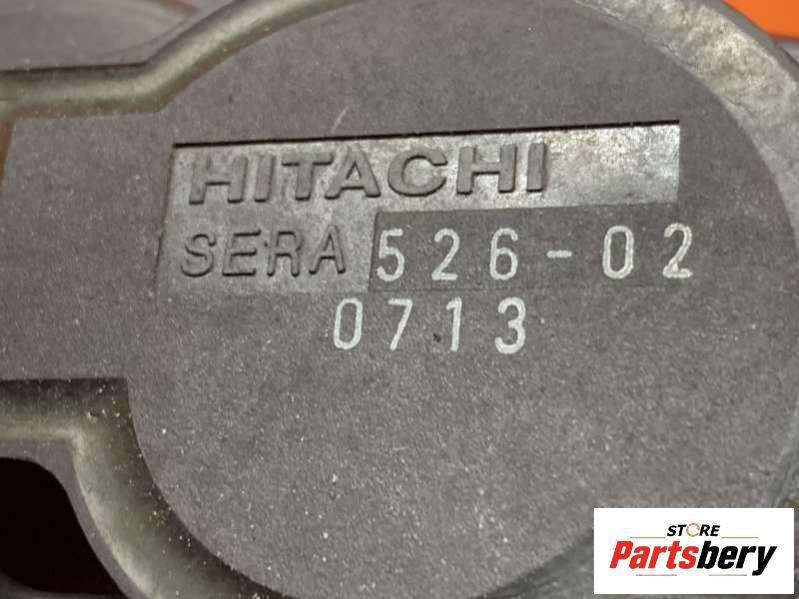 HITACHI
SERA 526-02
0713
STORE
Partsbery